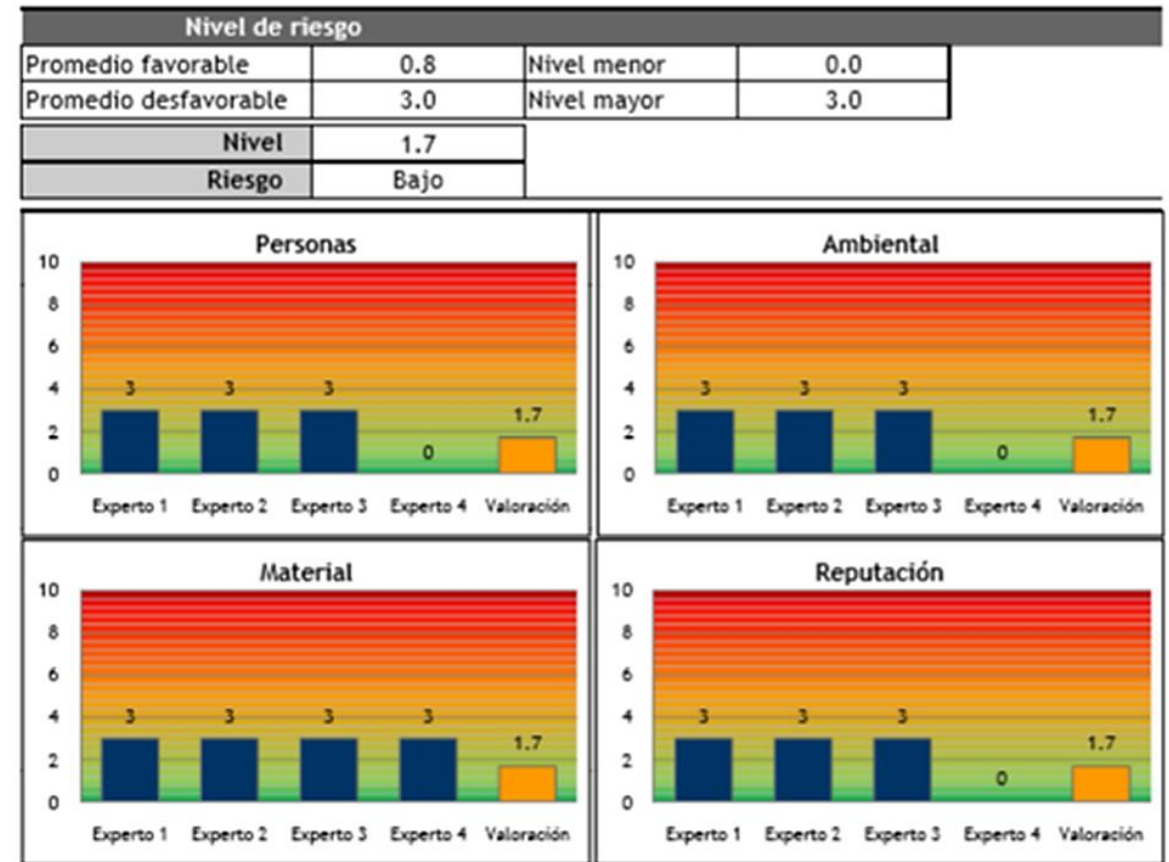 Nivel de riesgo
Promedio favorable 0.8 Nivel menor 0.0
Promedio desfavorable 3.0 Nivel mayor 3.0
Nivel 1.7
Riesgo Bajo
Personas
10
8
6
4
2
0
3 3 3 0 1.7
Experto 1 Experto 2 Experto 3 Experto 4 Valoración
Ambiental
10
8
6
4
2
0
3 3 3 0 1.7
Experto 1 Experto 2 Experto 3 Experto 4 Valoración
Material
10
8
6
4
2
0
3 3 3 3 1.7
Experto 1 Experto 2 Experto 3 Experto 4 Valoración
Reputación
10
8
6
4
2
0
3 3 3 0 1.7
Experto 1 Experto 2 Experto 3 Experto 4 Valoración